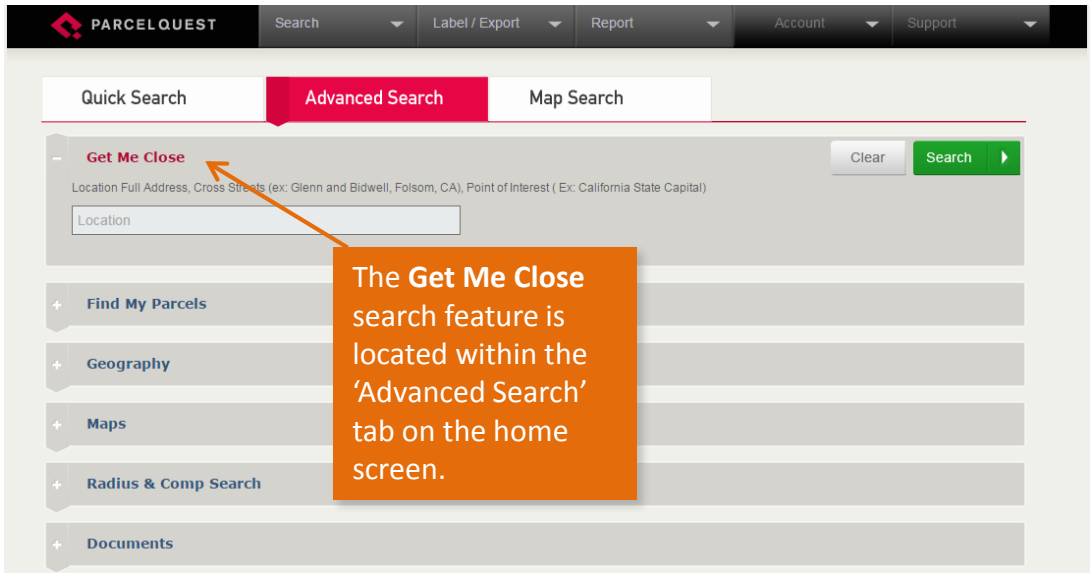 PARCELQUEST
Search
Label / Export
Report
Account
Support
Quick Search
Advanced Search
Map Search
Get Me Close
Clear
Search
Location Full Address, Cross Streets (ex: Glenn and Bidwell, Folsom, CA), Point of Interest ( Ex: California State Capital)
Location
The Get Me Close
search feature is
located within the
‘Advanced Search’
tab on the home
screen.
Find My Parcels
Geography
Maps
Radius & Comp Search
Documents